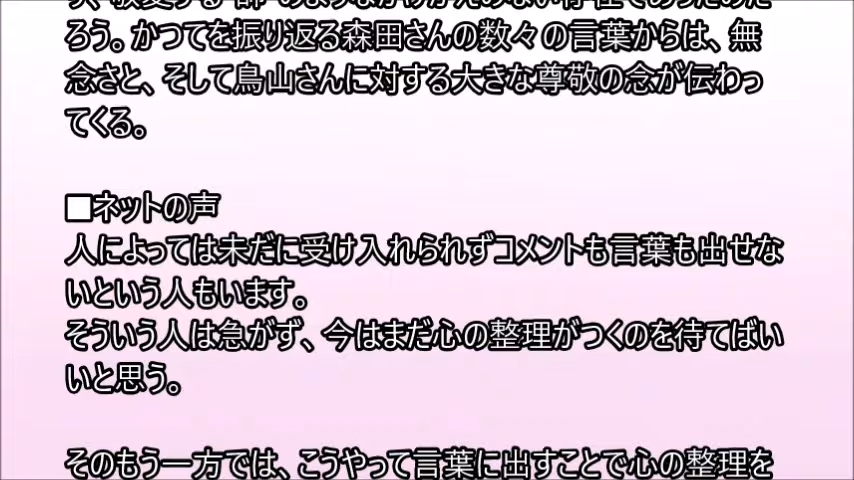 ろう。かつてを振り返る森田さんの数々の言葉からは、無
念さと、そして鳥山さんに対する大きな尊敬の念が伝わっ
てくる。
■ネットの声
人によっては未だに受け入れられずコメントも言葉も出せな
いという人もいます。
そういう人は急がず、今はまだ心の整理がつくのを待てばい
いと思う。
そのもう一方では、こうやって言葉に出すことで心の整理を